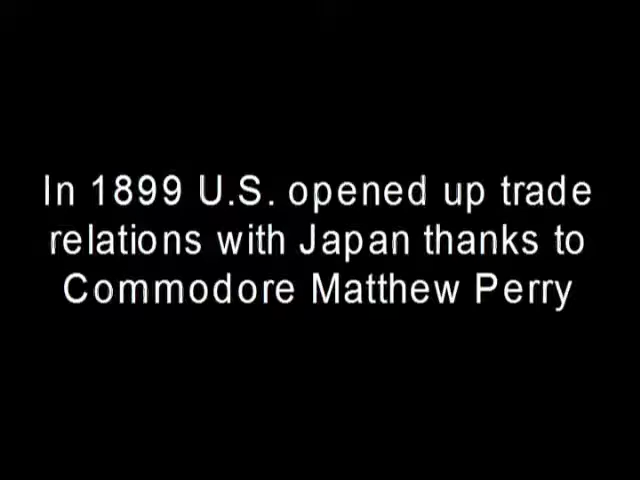 In 1899 U.S. opened up trade
relations with Japan thanks to
Commodore Matthew Perry